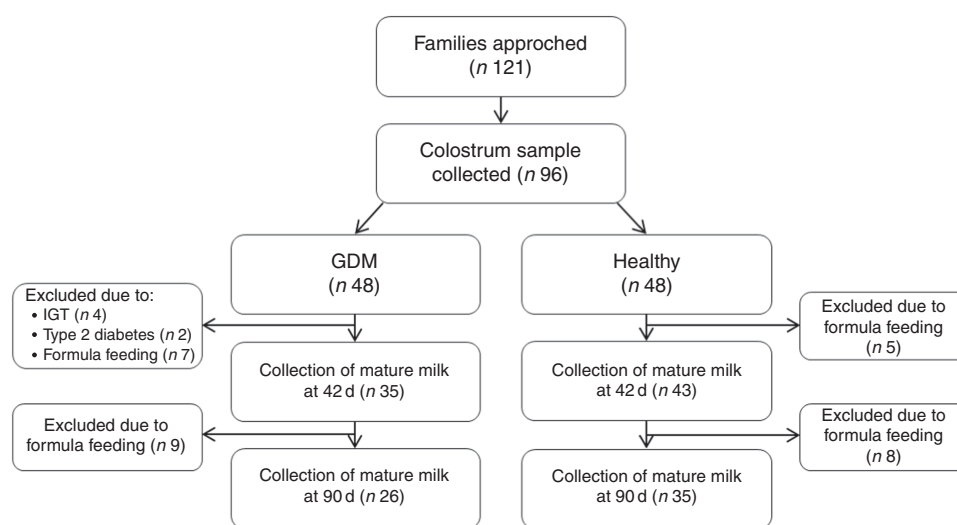 Families approched
(n 121)
Colostrum sample
collected (n 96)
GDM
(n 48)
Healthy
(n 48)
Excluded due to:
• IGT (n 4)
• Type 2 diabetes (n 2)
• Formula feeding (n 7)
Excluded due to
formula feeding
(n 5)
Collection of mature milk
at 42 d (n 35)
Collection of mature milk
at 42 d (n 43)
Excluded due to
formula feeding (n 9)
Excluded due to
formula feeding
(n 8)
Collection of mature milk
at 90 d (n 26)
Collection of mature milk
at 90 d (n 35)